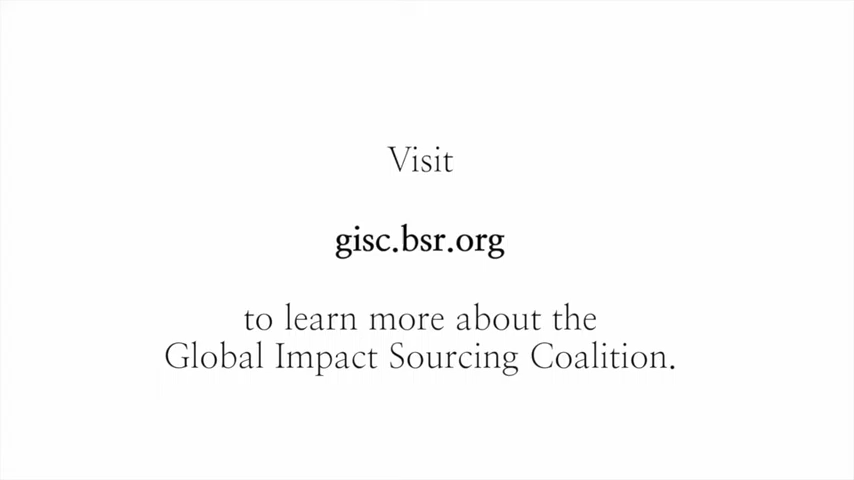 Visit
gisc.bsr.org
to learn more about the
Global Impact Sourcing Coalition.